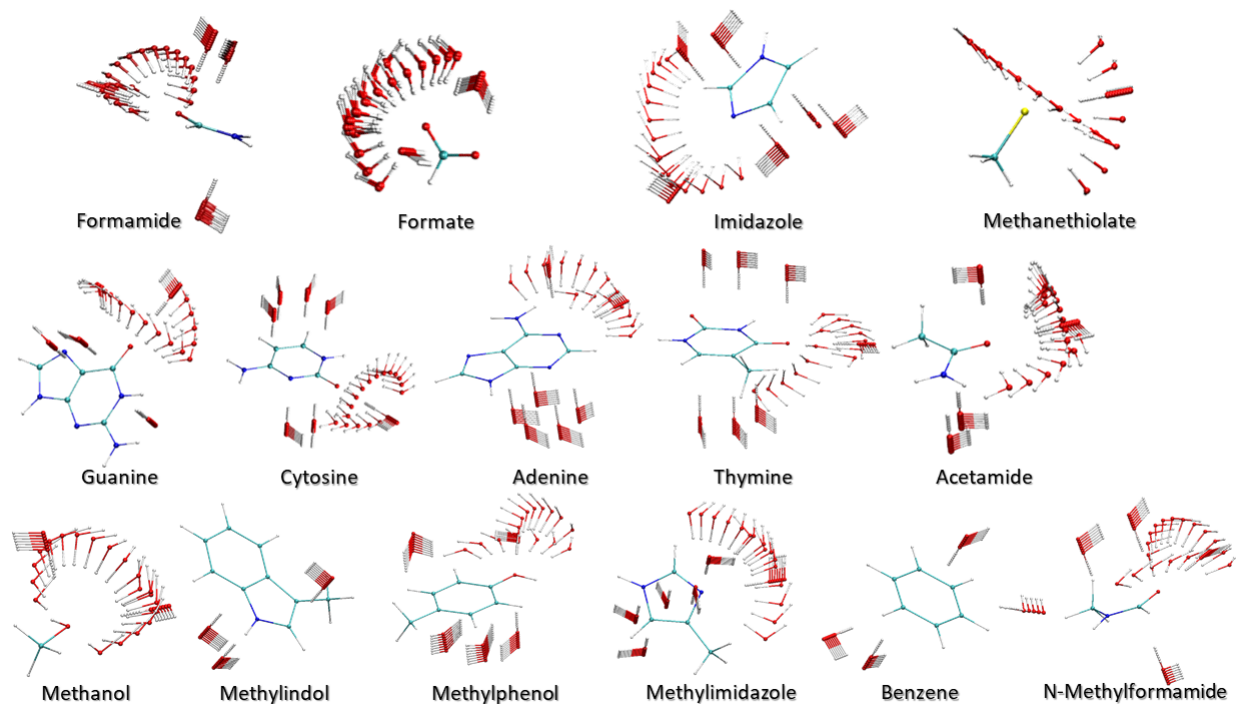 Formamide
Formate
Imidazole
Methanethiolate
Guanine
Cytosine
Adenine
Thymine
Acetamide
Methanol
Methylindol
Methylphenol
Methylimidazole
Benzene
N-Methylformamide